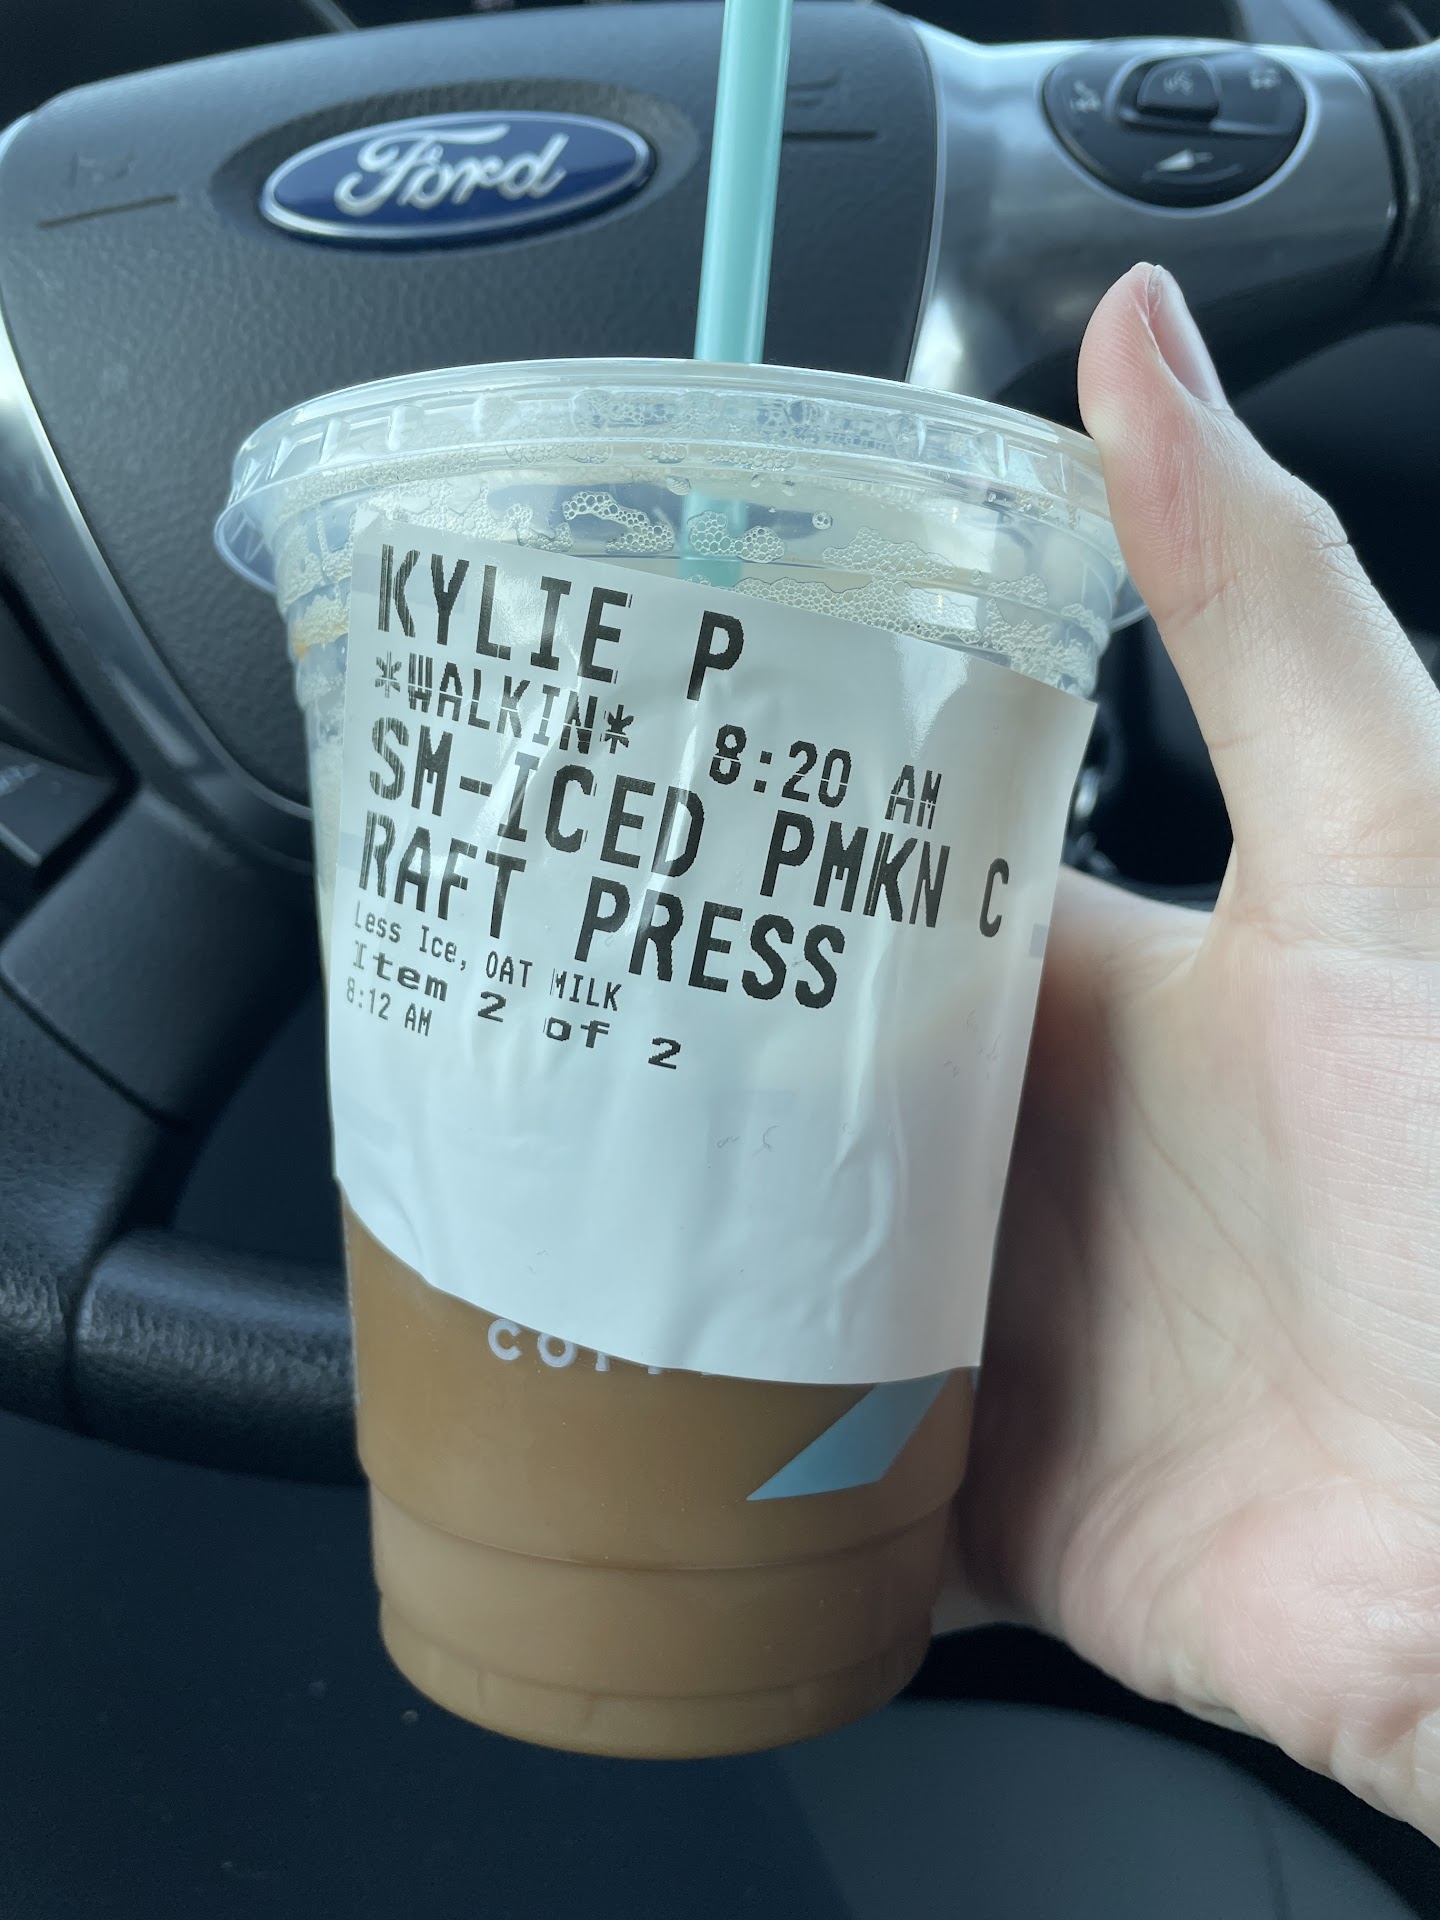 Ford
KYLIE P
*WALKIN* 8:20 AM
SM-ICED PMKN C
RAFT PRESS
Less Ice, OAT MILK
Item 2 of 2
8:12 AM